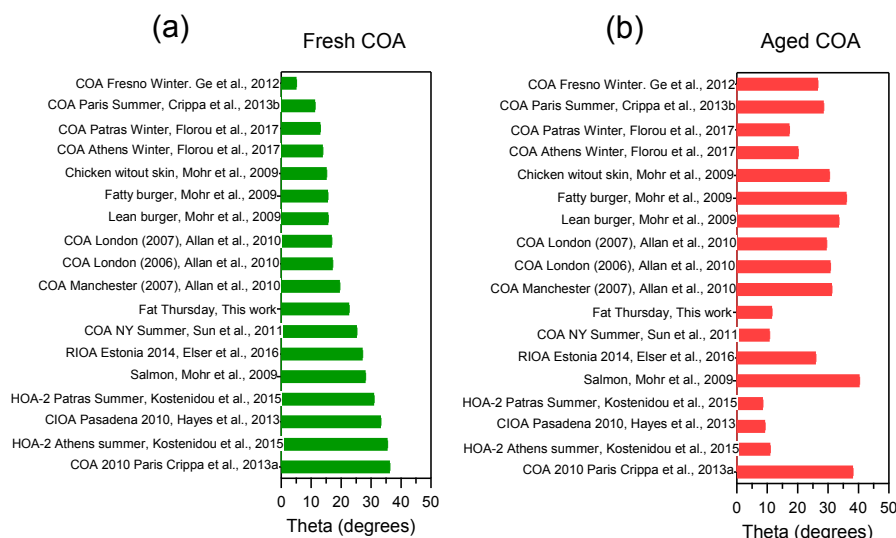 (a)
Fresh COA
COA Fresno Winter. Ge et al., 2012
COA Paris Summer, Crippa et al., 2013b
COA Patras Winter, Florou et al., 2017
COA Athens Winter, Florou et al., 2017
Chicken witout skin, Mohr et al., 2009
Fatty burger, Mohr et al., 2009
Lean burger, Mohr et al., 2009
COA London (2007), Allan et al., 2010
COA London (2006), Allan et al., 2010
COA Manchester (2007), Allan et al., 2010
Fat Thursday, This work
COA NY Summer, Sun et al., 2011
RIOA Estonia 2014, Elser et al., 2016
Salmon, Mohr et al., 2009
HOA-2 Patras Summer, Kostenidou et al., 2015
CIOA Pasadena 2010, Hayes et al., 2013
HOA-2 Athens summer, Kostenidou et al., 2015
COA 2010 Paris Crippa et al., 2013a
0 10 20 30 40 50
Theta (degrees)
(b)
Aged COA
COA Fresno Winter. Ge et al., 2012
COA Paris Summer, Crippa et al., 2013b
COA Patras Winter, Florou et al., 2017
COA Athens Winter, Florou et al., 2017
Chicken witout skin, Mohr et al., 2009
Fatty burger, Mohr et al., 2009
Lean burger, Mohr et al., 2009
COA London (2007), Allan et al., 2010
COA London (2006), Allan et al., 2010
COA Manchester (2007), Allan et al., 2010
Fat Thursday, This work
COA NY Summer, Sun et al., 2011
RIOA Estonia 2014, Elser et al., 2016
Salmon, Mohr et al., 2009
HOA-2 Patras Summer, Kostenidou et al., 2015
CIOA Pasadena 2010, Hayes et al., 2013
HOA-2 Athens summer, Kostenidou et al., 2015
COA 2010 Paris Crippa et al., 2013a
0 10 20 30 40 50
Theta (degrees)